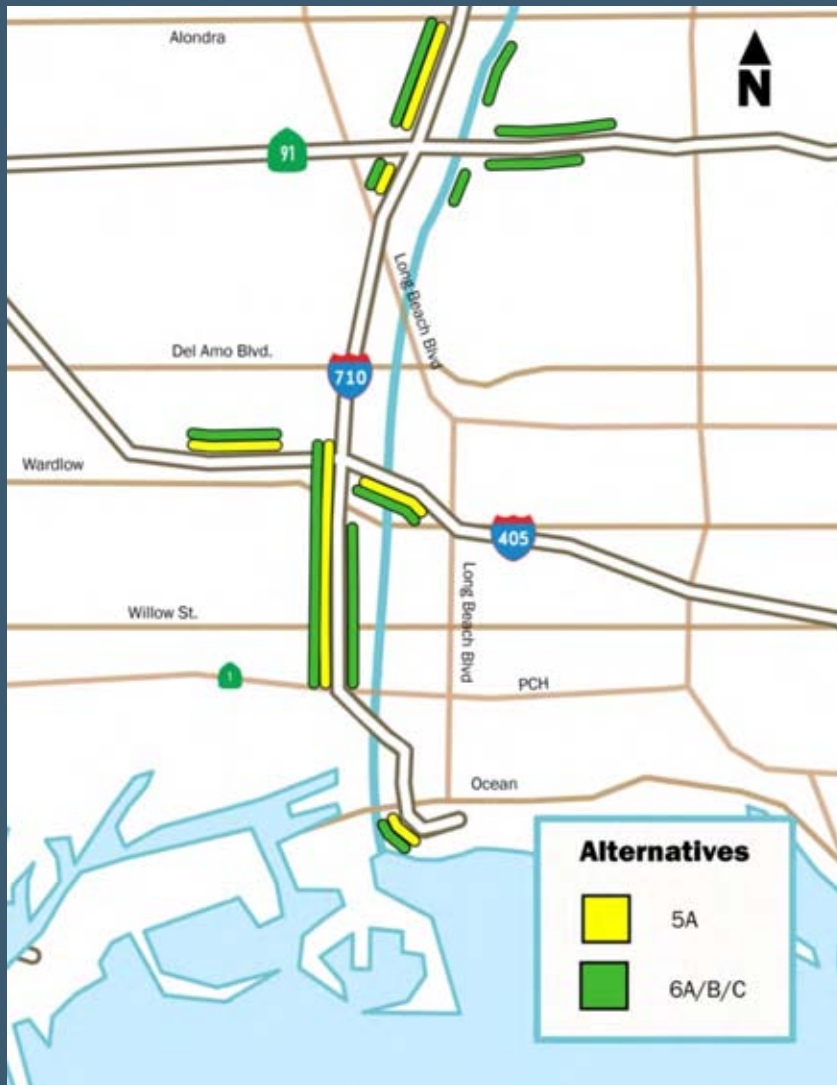 Alondra
N
91
Long Beach Blvd
Del Amo Blvd.
710
Wardlow
405
Long Beach Blvd
Willow St.
1
PCH
Ocean
Alternatives
5A
6A/B/C